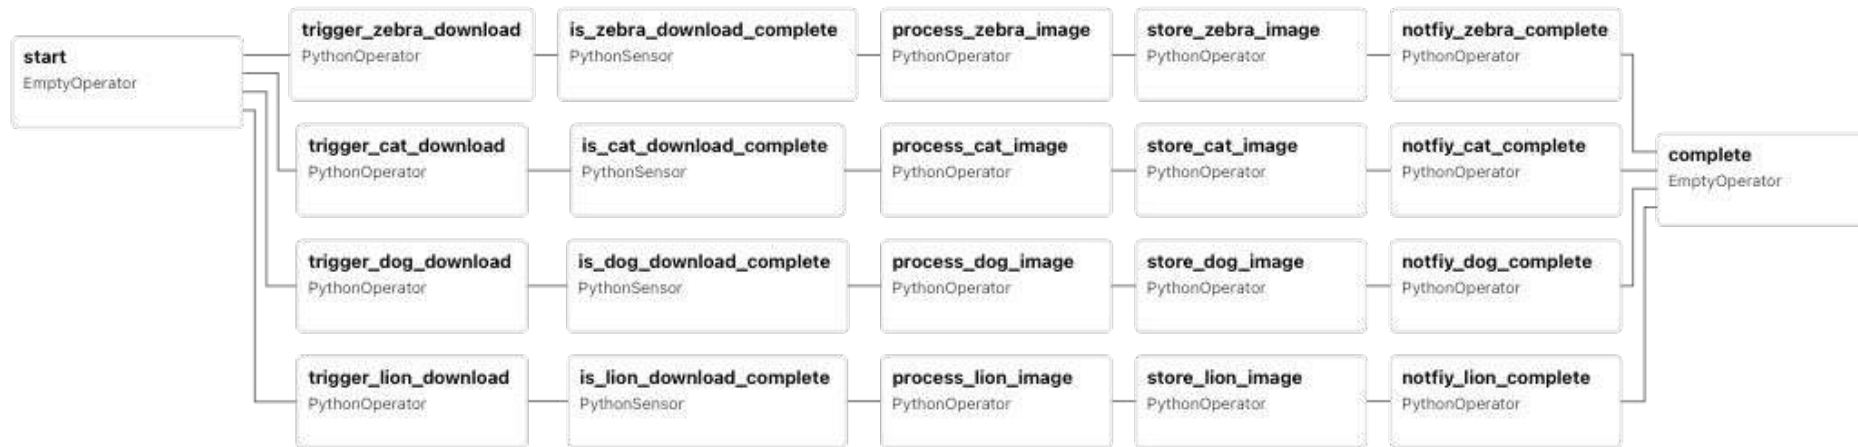 start
EmptyOperator
trigger_zebra_download
PythonOperator
is_zebra_download_complete
PythonSensor
process_zebra_image
PythonOperator
store_zebra_image
PythonOperator
notfiy_zebra_complete
PythonOperator
trigger_cat_download
PythonOperator
is_cat_download_complete
PythonSensor
process_cat_image
PythonOperator
store_cat_image
PythonOperator
notfiy_cat_complete
PythonOperator
trigger_dog_download
PythonOperator
is_dog_download_complete
PythonSensor
process_dog_image
PythonOperator
store_dog_image
PythonOperator
notfiy_dog_complete
PythonOperator
trigger_lion_download
PythonOperator
is_lion_download_complete
PythonSensor
process_lion_image
PythonOperator
store_lion_image
PythonOperator
notfiy_lion_complete
PythonOperator
complete
EmptyOperator